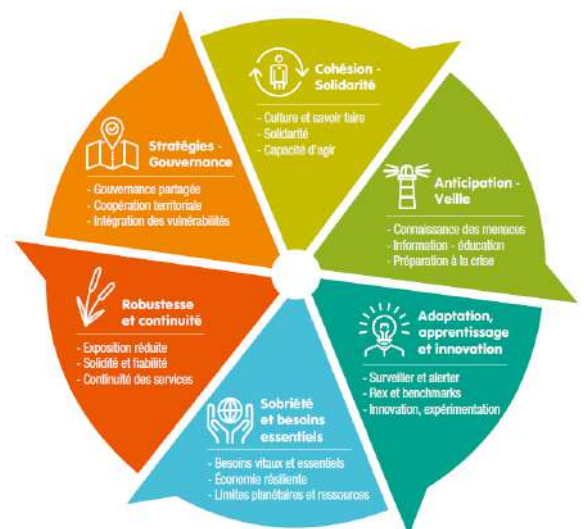 Cohésion -
Solidarité
- Culture et savoir faire
- Solidarité
- Capacité d'agir
Anticipation -
Veille
- Connaissance des menaces
- Information - éducation
- Préparation à la crise
Adaptation,
apprentissage
et innovation
- Surveiller et alerter
- Rex et benchmarks
- Innovation, expérimentation
Sobriété
et besoins
essentiels
- Besoins vitaux et essentiels
- Économie résiliente
- Limites planétaires et ressources
Robustesse
et continuité
- Exposition réduite
- Solidité et fiabilité
- Continuité des services
Stratégies -
Gouvernance
- Gouvernance partagée
- Coopération territoriale
- Intégration des vulnérabilités